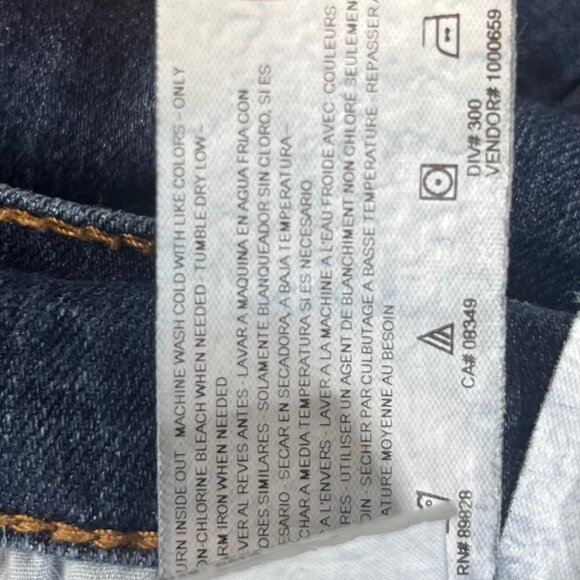 URN INSIDE OUT - MACHINE WASH COLD WITH LIKE COLORS - ONLY
ON-CHLORINE BLEACH WHEN NEEDED - TUMBLE DRY LOW -
ARM IRON WHEN NEEDED
LVER AL REVES ANTES - LAVAR A MAQUINA EN AGUA FRIA CON
ORES SIMILARES - SOLAMENTE BLANQUEADOR SIN CLORO, SI ES
ESARIO - SECAR EN SECADORA, A BAJA TEMPERATURA -
CHAR A MEDIA TEMPERATURA SI ES NECESARIO
A L'ENVERS - LAVER A LA MACHINE A L'EAU FROIDE AVEC COULEURS
RES - UTILISER UN AGENT DE BLANCHIMENT NON CHLORÉ SEULEMEN
OIN - SÉCHER PAR CULBUTAGE A BASSE TEMPERATURE - REPASSER A
ATURE MOYENNE AU BESOIN
RN# 89828 CA# 08349 DIV# 300
VENDOR# 1000659